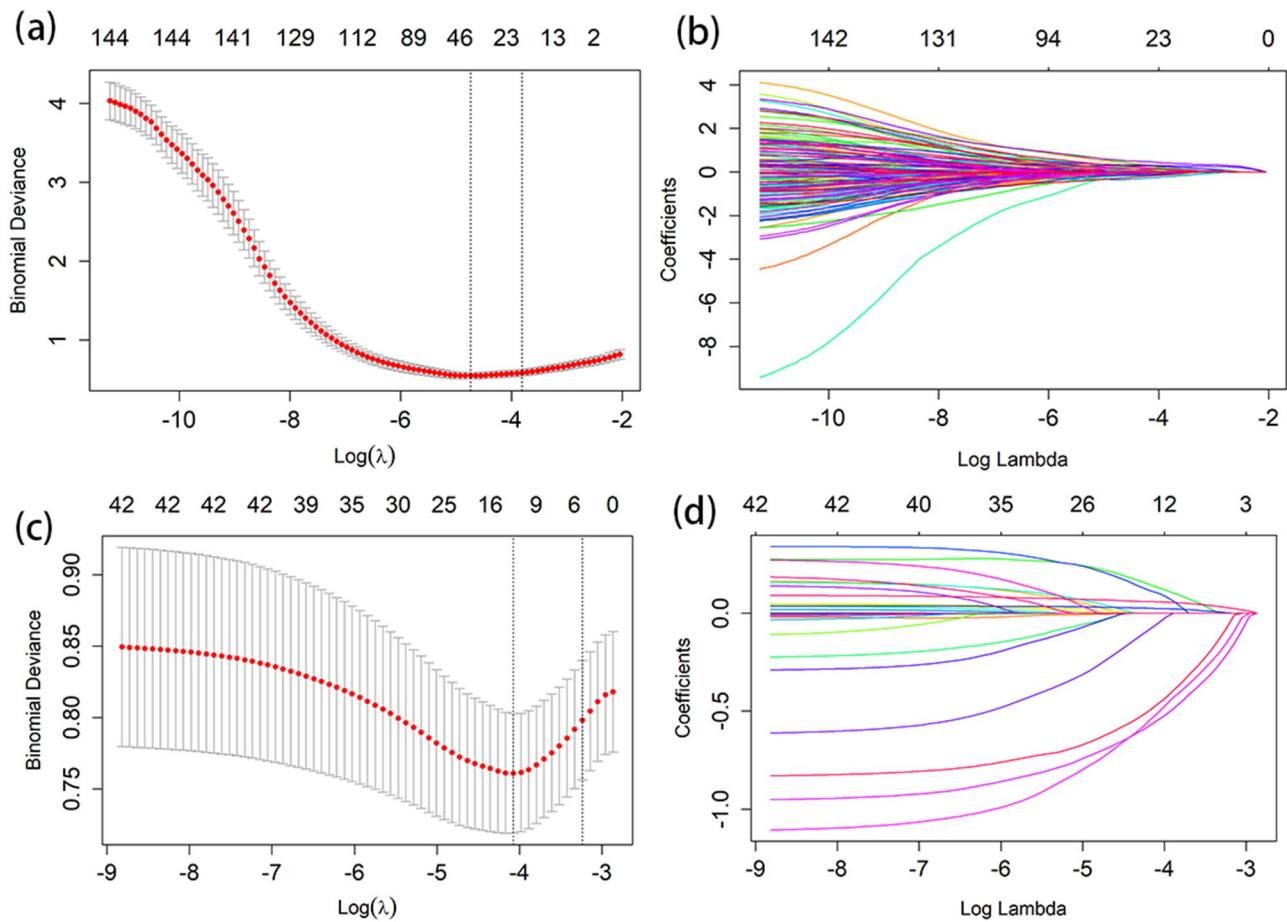 (a)
144 144 141 129 112 89 46 23 13 2
Binomial Deviance
4
3
2
1
-10 -8 -6 -4 -2
Log(λ)
(b)
142 131 94 23 0
Coefficients
4
2
0
-2
-4
-6
-8
-10 -8 -6 -4 -2
Log Lambda
(c)
42 42 42 42 39 35 30 25 16 9 6 0
Binomial Deviance
0.90
0.85
0.80
0.75
-9 -8 -7 -6 -5 -4 -3
Log(λ)
(d)
42 42 40 35 26 12 3
Coefficients
0.0
-0.5
-1.0
-9 -8 -7 -6 -5 -4 -3
Log Lambda